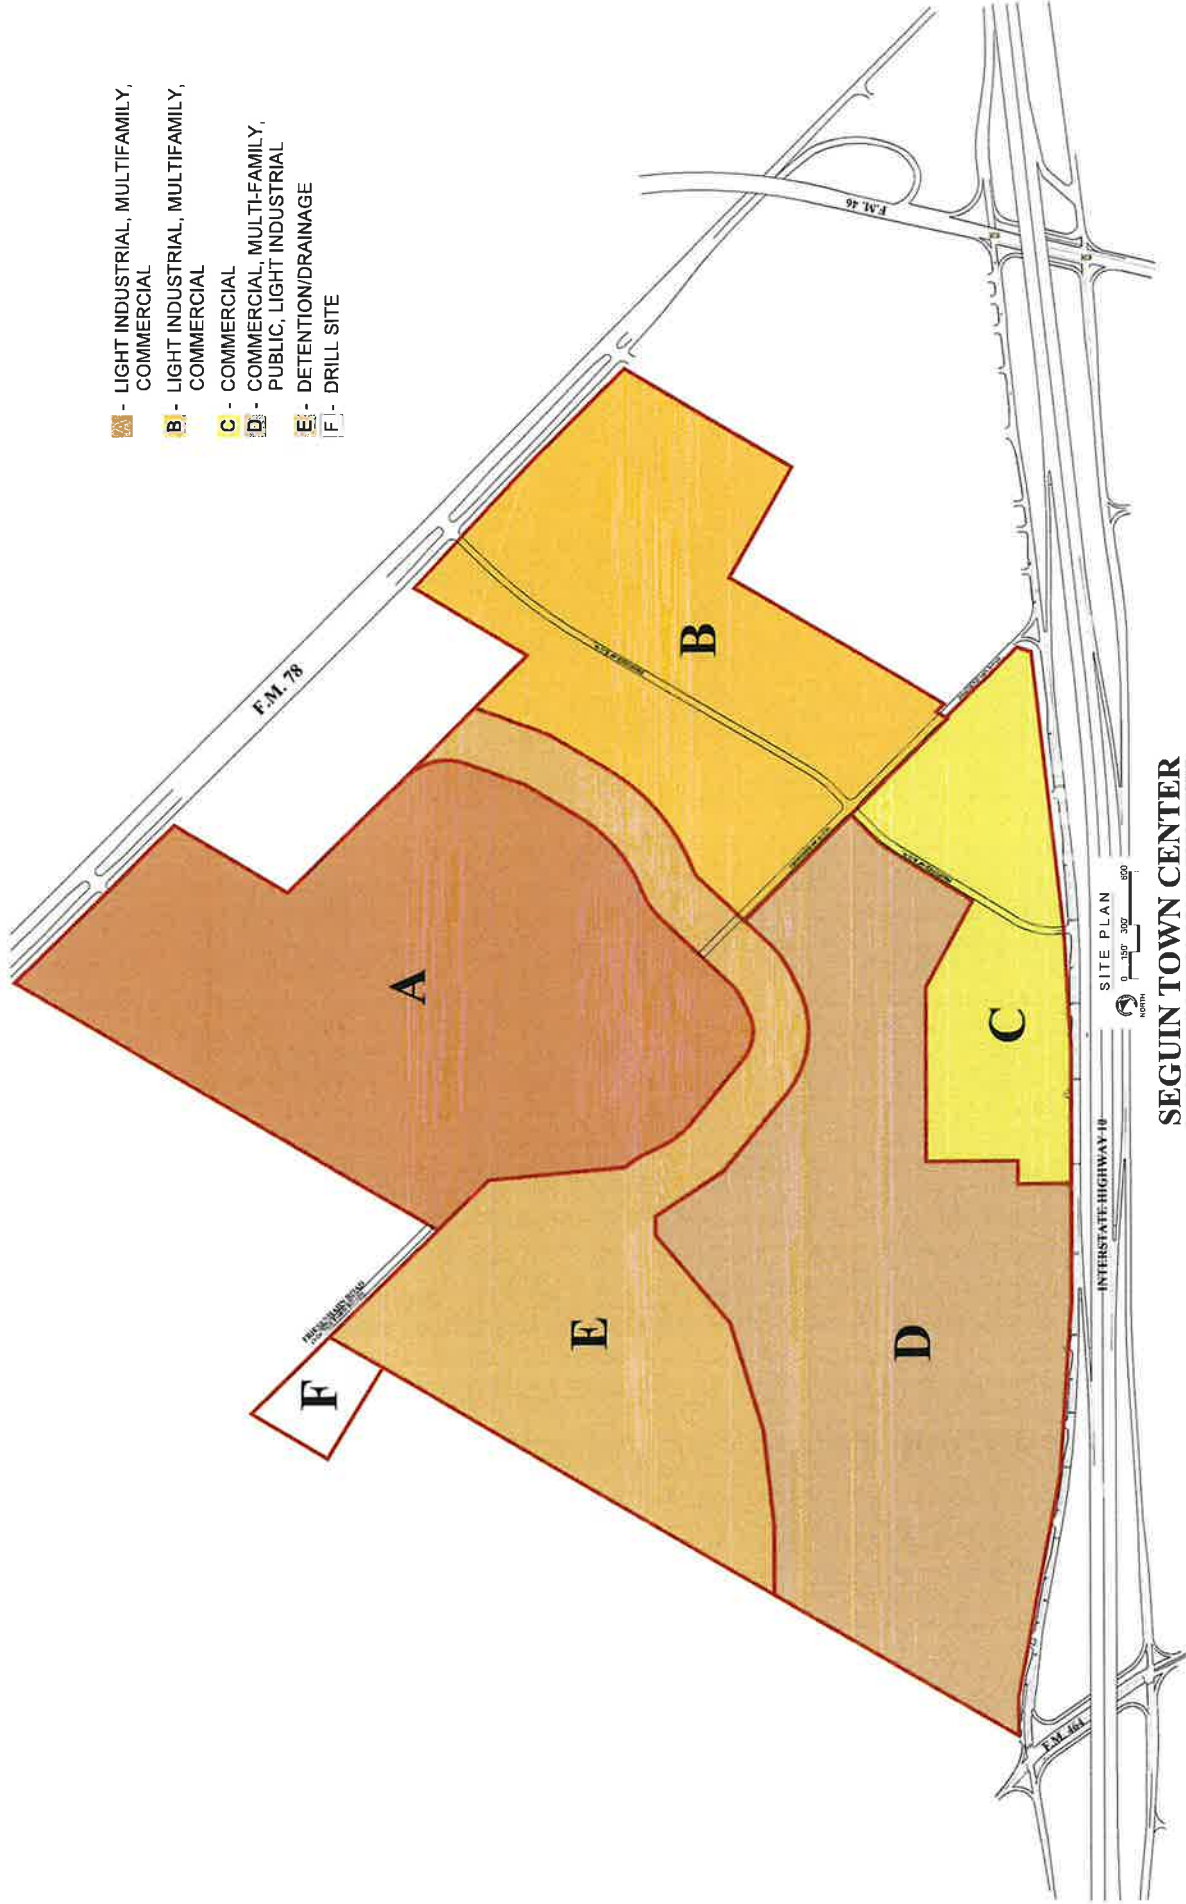 A - LIGHT INDUSTRIAL, MULTIFAMILY,
COMMERCIAL
B - LIGHT INDUSTRIAL, MULTIFAMILY,
COMMERCIAL
C - COMMERCIAL
D - COMMERCIAL, MULTI-FAMILY,
PUBLIC, LIGHT INDUSTRIAL
E - DETENTION/DRAINAGE
F - DRILL SITE
F.M. 78
F.M. 46
A
B
C
D
E
F
INTERSTATE HIGHWAY 10
F.M. 464
SITE PLAN
0 150' 300' 600'
NORTH
SEGUIN TOWN CENTER